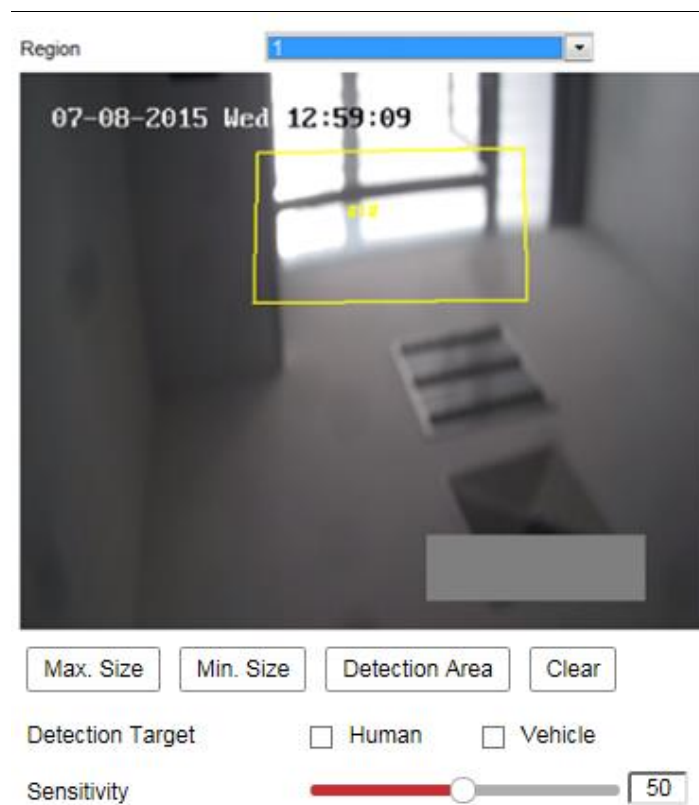 Region 1
07-08-2015 Wed 12:59:09
Max. Size Min. Size Detection Area Clear
Detection Target Human Vehicle
Sensitivity 50